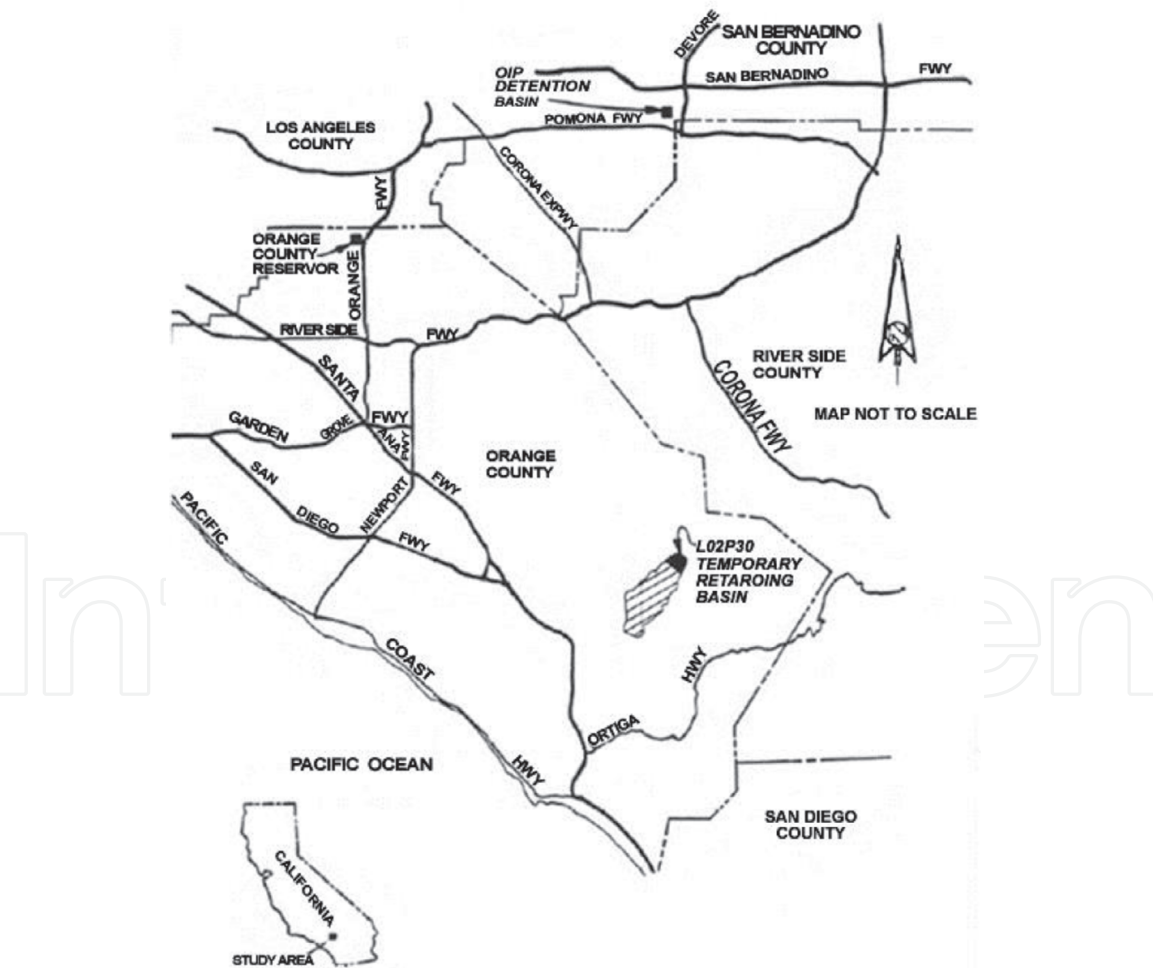 DEVORE
SAN BERNADINO
COUNTY
OIP
DETENTION
BASIN
SAN BERNADINO
FWY
POMONA FWY
LOS ANGELES
COUNTY
CORONA EXPWY
FWY
ORANGE
COUNTY
RESERVOR
ORANGE
RIVER SIDE
FWY
RIVER SIDE
COUNTY
CORONA FWY
MAP NOT TO SCALE
SANTA
FWY
GARDEN
GROVE
ANA
FWY
ORANGE
COUNTY
SAN
DIEGO
NEWPORT
FWY
FWY
PACIFIC
L02P30
TEMPORARY
RETAROING
BASIN
COAST
HWY
HWY
ORTIGA
PACIFIC OCEAN
SAN DIEGO
COUNTY
CALIFORNIA
STUDY AREA